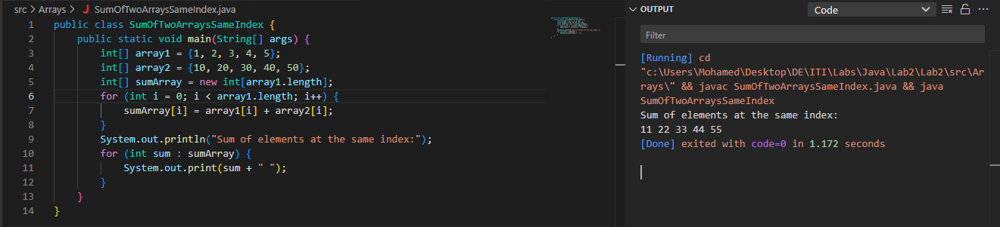 src > Arrays > J SumOfTwoArraysSameIndex.java
1 public class SumOfTwoArraysSameIndex {
2     public static void main(String[] args) {
3         int[] array1 = {1, 2, 3, 4, 5};
4         int[] array2 = {10, 20, 30, 40, 50};
5         int[] sumArray = new int[array1.length];
6         for (int i = 0; i < array1.length; i++) {
7             sumArray[i] = array1[i] + array2[i];
8         }
9         System.out.println("Sum of elements at the same index:");
10         for (int sum : sumArray) {
11             System.out.print(sum + " ");
12         }
13     }
14 }
OUTPUT
Code
Filter
[Running] cd
"c:\Users\Mohamed\Desktop\DE\ITI\Labs\Java\Lab2\Lab2\src\Ar
rays\" && javac SumOfTwoArraysSameIndex.java && java
SumOfTwoArraysSameIndex
Sum of elements at the same index:
11 22 33 44 55
[Done] exited with code=0 in 1.172 seconds